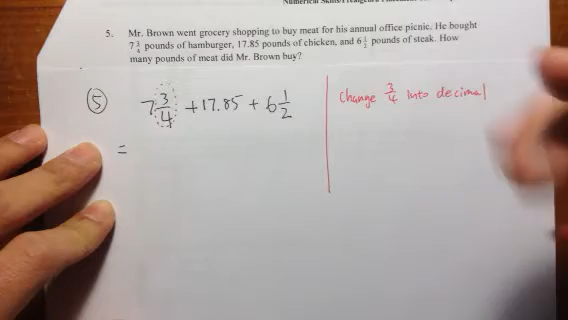 5. Mr. Brown went grocery shopping to buy meat for his annual office picnic. He bought
7 3/4 pounds of hamburger, 17.85 pounds of chicken, and 6 1/2 pounds of steak. How
many pounds of meat did Mr. Brown buy?
5 7 3/4 + 17.85 + 6 1/2
Change 3/4 Into decimal
=